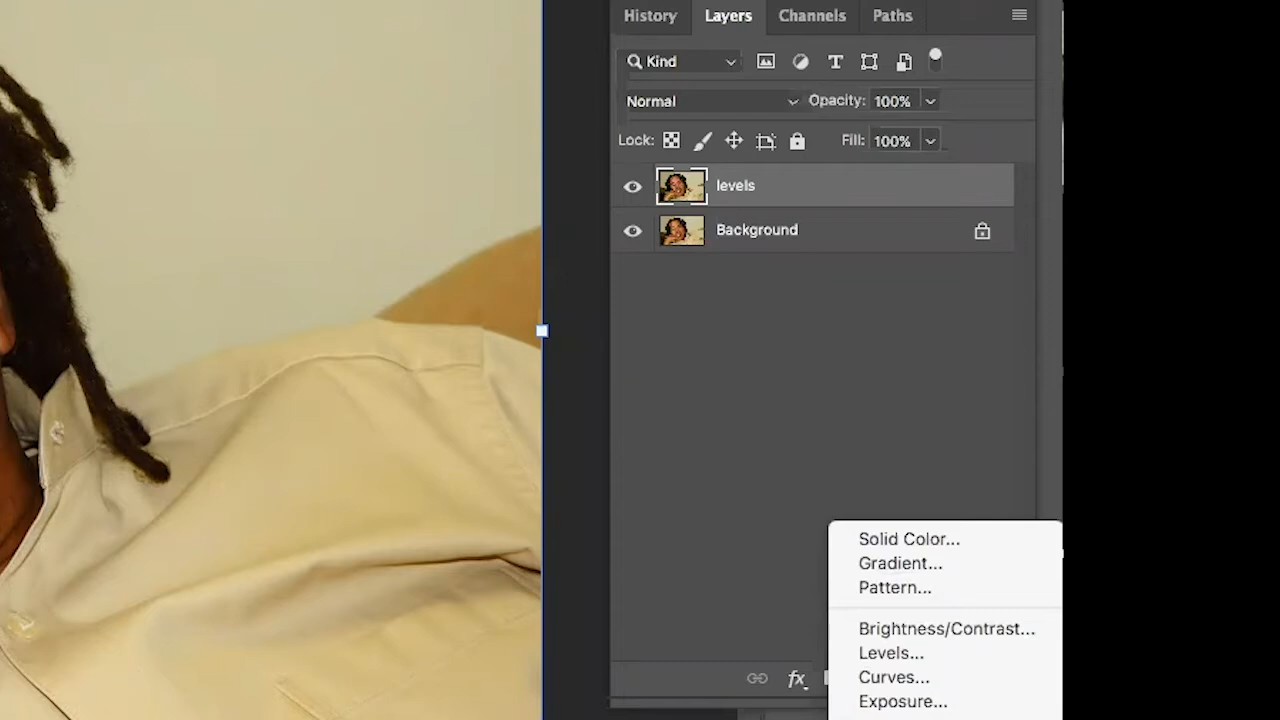 History Layers Channels Paths
Kind
Normal Opacity: 100%
Lock: Fill: 100%
levels
Background
Solid Color...
Gradient...
Pattern...
Brightness/Contrast...
Levels...
Curves...
Exposure...
fx